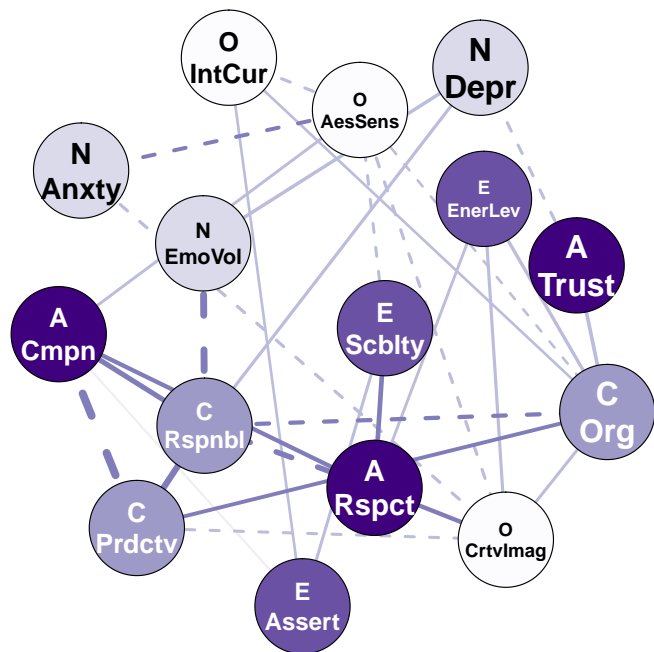 O
IntCur
N
Depr
O
AesSens
N
Anxty
E
EnerLev
N
EmoVol
A
Trust
A
Cmpn
E
Scblty
C
Rspnbl
C
Org
A
Rspct
C
Prdctv
O
CrtvImag
E
Assert